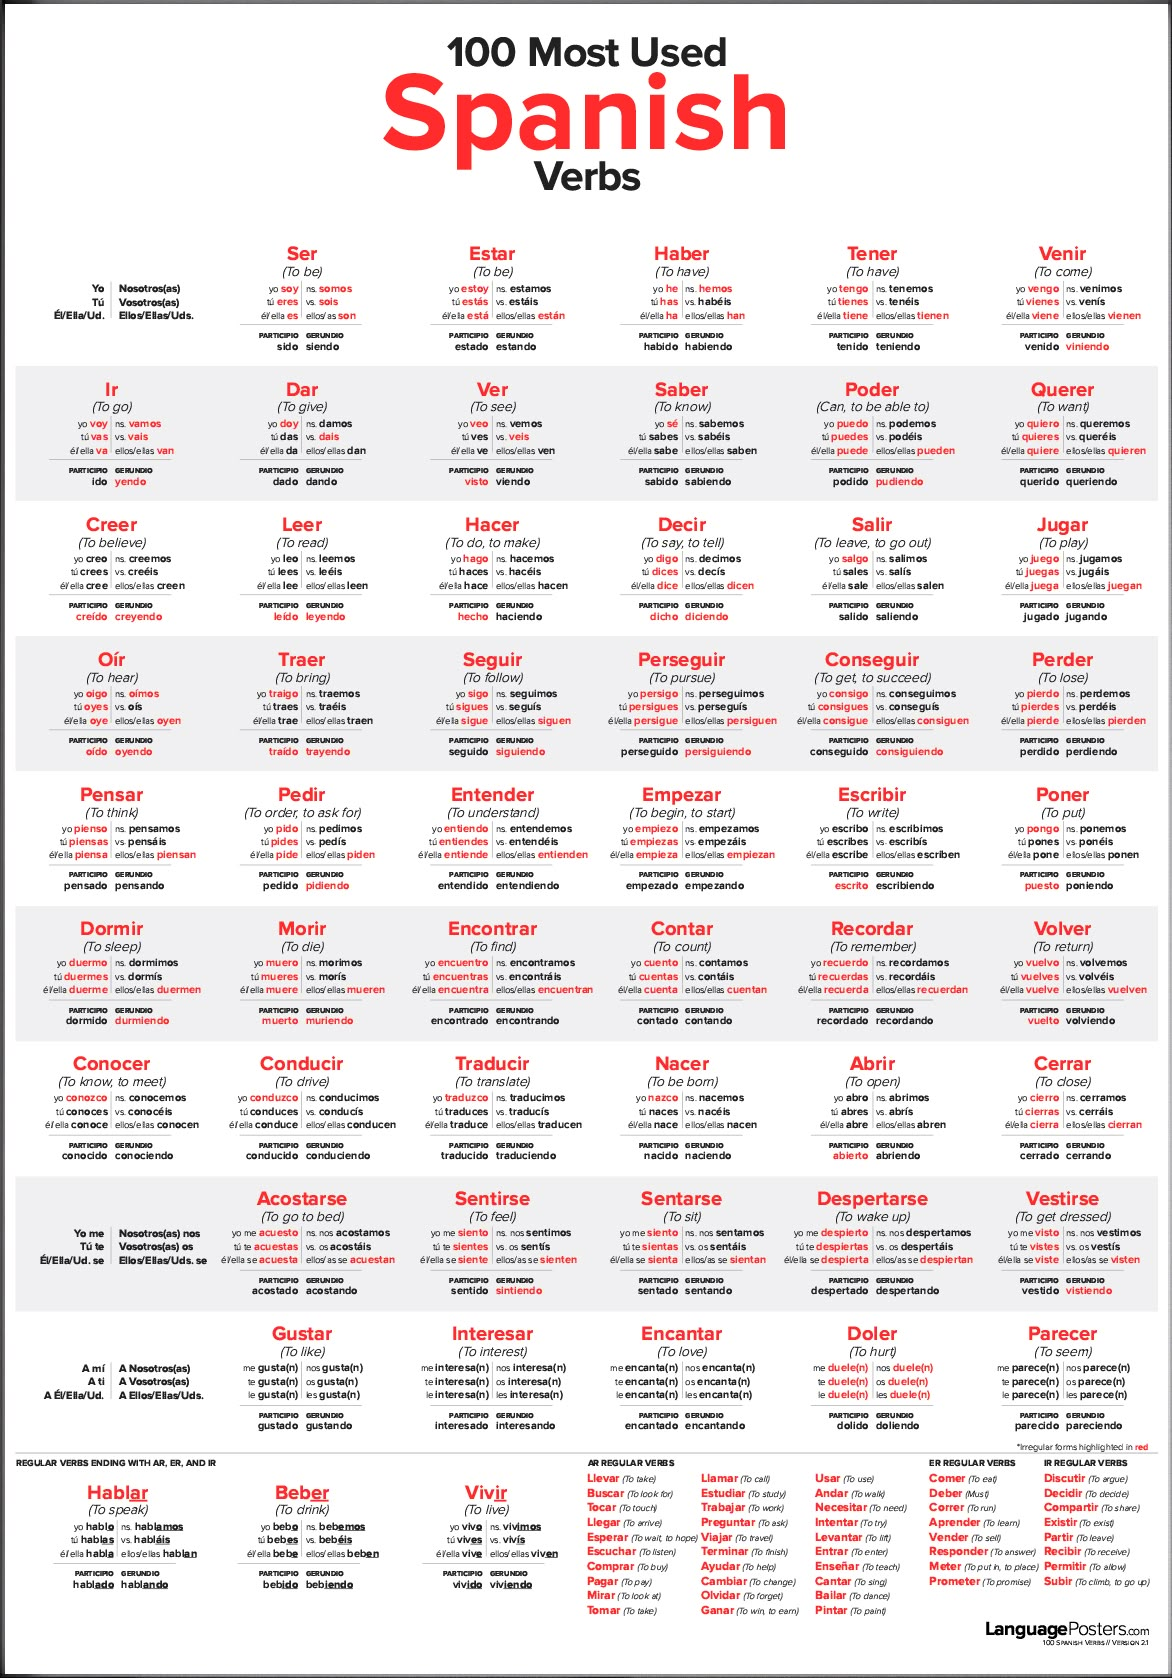 100 Most Used
Spanish
Verbs
Yo Nosotros(as)
Tú Vosotros(as)
Él/Ella/Ud. Ellos/Ellas/Uds.
Ser
(To be)
yo soy ns. somos
tú eres vs. sois
él/ella es ellos/as son
PARTICIPIO GERUNDIO
sido siendo
Estar
(To be)
yo estoy ns. estamos
tú estás vs. estáis
él/ella está ellos/ellas están
PARTICIPIO GERUNDIO
estado estando
Haber
(To have)
yo he ns. hemos
tú has vs. habéis
él/ella ha ellos/ellas han
PARTICIPIO GERUNDIO
habido habiendo
Tener
(To have)
yo tengo ns. tenemos
tú tienes vs. tenéis
él/ella tiene ellos/ellas tienen
PARTICIPIO GERUNDIO
tenido teniendo
Venir
(To come)
yo vengo ns. venimos
tú vienes vs. venís
él/ella viene ellos/ellas vienen
PARTICIPIO GERUNDIO
venido viniendo
Ir
(To go)
yo voy ns. vamos
tú vas vs. vais
él/ella va ellos/ellas van
PARTICIPIO GERUNDIO
ido yendo
Dar
(To give)
yo doy ns. damos
tú das vs. dais
él/ella da ellos/ellas dan
PARTICIPIO GERUNDIO
dado dando
Ver
(To see)
yo veo ns. vemos
tú ves vs. veis
él/ella ve ellos/ellas ven
PARTICIPIO GERUNDIO
visto viendo
Saber
(To know)
yo sé ns. sabemos
tú sabes vs. sabéis
él/ella sabe ellos/ellas saben
PARTICIPIO GERUNDIO
sabido sabiendo
Poder
(Can, to be able to)
yo puedo ns. podemos
tú puedes vs. podéis
él/ella puede ellos/ellas pueden
PARTICIPIO GERUNDIO
podido pudiendo
Querer
(To want)
yo quiero ns. queremos
tú quieres vs. queréis
él/ella quiere ellos/ellas quieren
PARTICIPIO GERUNDIO
querido queriendo
Creer
(To believe)
yo creo ns. creemos
tú crees vs. creéis
él/ella cree ellos/ellas creen
PARTICIPIO GERUNDIO
creído creyendo
Leer
(To read)
yo leo ns. leemos
tú lees vs. leéis
él/ella lee ellos/ellas leen
PARTICIPIO GERUNDIO
leído leyendo
Hacer
(To do, to make)
yo hago ns. hacemos
tú haces vs. hacéis
él/ella hace ellos/ellas hacen
PARTICIPIO GERUNDIO
hecho haciendo
Decir
(To say, to tell)
yo digo ns. decimos
tú dices vs. decís
él/ella dice ellos/ellas dicen
PARTICIPIO GERUNDIO
dicho diciendo
Salir
(To leave, to go out)
yo salgo ns. salimos
tú sales vs. salís
él/ella sale ellos/ellas salen
PARTICIPIO GERUNDIO
salido saliendo
Jugar
(To play)
yo juego ns. jugamos
tú juegas vs. jugáis
él/ella juega ellos/ellas juegan
PARTICIPIO GERUNDIO
jugado jugando
Oír
(To hear)
yo oigo ns. oímos
tú oyes vs. oís
él/ella oye ellos/ellas oyen
PARTICIPIO GERUNDIO
oído oyendo
Traer
(To bring)
yo traigo ns. traemos
tú traes vs. traéis
él/ella trae ellos/ellas traen
PARTICIPIO GERUNDIO
traído trayendo
Seguir
(To follow)
yo sigo ns. seguimos
tú sigues vs. seguís
él/ella sigue ellos/ellas siguen
PARTICIPIO GERUNDIO
seguido siguiendo
Perseguir
(To pursue)
yo persigo ns. perseguimos
tú persigues vs. perseguís
él/ella persigue ellos/ellas persiguen
PARTICIPIO GERUNDIO
perseguido persiguiendo
Conseguir
(To get, to succeed)
yo consigo ns. conseguimos
tú consigues vs. conseguís
él/ella consigue ellos/ellas consiguen
PARTICIPIO GERUNDIO
conseguido consiguiendo
Perder
(To lose)
yo pierdo ns. perdemos
tú pierdes vs. perdéis
él/ella pierde ellos/ellas pierden
PARTICIPIO GERUNDIO
perdido perdiendo
Pensar
(To think)
yo pienso ns. pensamos
tú piensas vs. pensáis
él/ella piensa ellos/ellas piensan
PARTICIPIO GERUNDIO
pensado pensando
Pedir
(To order, to ask for)
yo pido ns. pedimos
tú pides vs. pedís
él/ella pide ellos/ellas piden
PARTICIPIO GERUNDIO
pedido pidiendo
Entender
(To understand)
yo entiendo ns. entendemos
tú entiendes vs. entendéis
él/ella entiende ellos/ellas entienden
PARTICIPIO GERUNDIO
entendido entendiendo
Empezar
(To begin, to start)
yo empiezo ns. empezamos
tú empiezas vs. empezáis
él/ella empieza ellos/ellas empiezan
PARTICIPIO GERUNDIO
empezado empezando
Escribir
(To write)
yo escribo ns. escribimos
tú escribes vs. escribís
él/ella escribe ellos/ellas escriben
PARTICIPIO GERUNDIO
escrito escribiendo
Poner
(To put)
yo pongo ns. ponemos
tú pones vs. ponéis
él/ella pone ellos/ellas ponen
PARTICIPIO GERUNDIO
puesto poniendo
Dormir
(To sleep)
yo duermo ns. dormimos
tú duermes vs. dormís
él/ella duerme ellos/ellas duermen
PARTICIPIO GERUNDIO
dormido durmiendo
Morir
(To die)
yo muero ns. morimos
tú mueres vs. morís
él/ella muere ellos/ellas mueren
PARTICIPIO GERUNDIO
muerto muriendo
Encontrar
(To find)
yo encuentro ns. encontramos
tú encuentras vs. encontráis
él/ella encuentra ellos/ellas encuentran
PARTICIPIO GERUNDIO
encontrado encontrando
Contar
(To count)
yo cuento ns. contamos
tú cuentas vs. contáis
él/ella cuenta ellos/ellas cuentan
PARTICIPIO GERUNDIO
contado contando
Recordar
(To remember)
yo recuerdo ns. recordamos
tú recuerdas vs. recordáis
él/ella recuerda ellos/ellas recuerdan
PARTICIPIO GERUNDIO
recordado recordando
Volver
(To return)
yo vuelvo ns. volvemos
tú vuelves vs. volvéis
él/ella vuelve ellos/ellas vuelven
PARTICIPIO GERUNDIO
vuelto volviendo
Conocer
(To know, to meet)
yo conozco ns. conocemos
tú conoces vs. conocéis
él/ella conoce ellos/ellas conocen
PARTICIPIO GERUNDIO
conocido conociendo
Conducir
(To drive)
yo conduzco ns. conducimos
tú conduces vs. conducís
él/ella conduce ellos/ellas conducen
PARTICIPIO GERUNDIO
conducido conduciendo
Traducir
(To translate)
yo traduzco ns. traducimos
tú traduces vs. traducís
él/ella traduce ellos/ellas traducen
PARTICIPIO GERUNDIO
traducido traduciendo
Nacer
(To be born)
yo nazco ns. nacemos
tú naces vs. nacéis
él/ella nace ellos/ellas nacen
PARTICIPIO GERUNDIO
nacido naciendo
Abrir
(To open)
yo abro ns. abrimos
tú abres vs. abrís
él/ella abre ellos/ellas abren
PARTICIPIO GERUNDIO
abierto abriendo
Cerrar
(To close)
yo cierro ns. cerramos
tú cierras vs. cerráis
él/ella cierra ellos/ellas cierran
PARTICIPIO GERUNDIO
cerrado cerrando
Yo me Nosotros(as) nos
Tú te Vosotros(as) os
Él/Ella/Ud. se Ellos/Ellas/Uds. se
Acostarse
(To go to bed)
yo me acuesto ns. nos acostamos
tú te acuestas vs. os acostáis
él/ella se acuesta ellos/as se acuestan
PARTICIPIO GERUNDIO
acostado acostando
Sentirse
(To feel)
yo me siento ns. nos sentimos
tú te sientes vs. os sentís
él/ella se siente ellos/as se sienten
PARTICIPIO GERUNDIO
sentido sintiendo
Sentarse
(To sit)
yo me siento ns. nos sentamos
tú te sientas vs. os sentáis
él/ella se sienta ellos/as se sientan
PARTICIPIO GERUNDIO
sentado sentando
Despertarse
(To wake up)
yo me despierto ns. nos despertamos
tú te despiertas vs. os despertáis
él/ella se despierta ellos/as se despiertan
PARTICIPIO GERUNDIO
despertado despertando
Vestirse
(To get dressed)
yo me visto ns. nos vestimos
tú te vistes vs. os vestís
él/ella se viste ellos/as se visten
PARTICIPIO GERUNDIO
vestido vistiendo
A mí A Nosotros(as)
A ti A Vosotros(as)
A Él/Ella/Ud. A Ellos/Ellas/Uds.
Gustar
(To like)
me gusta(n) nos gusta(n)
te gusta(n) os gusta(n)
le gusta(n) les gusta(n)
PARTICIPIO GERUNDIO
gustado gustando
Interesar
(To interest)
me interesa(n) nos interesa(n)
te interesa(n) os interesa(n)
le interesa(n) les interesa(n)
PARTICIPIO GERUNDIO
interesado interesando
Encantar
(To love)
me encanta(n) nos encanta(n)
te encanta(n) os encanta(n)
le encanta(n) les encanta(n)
PARTICIPIO GERUNDIO
encantado encantando
Doler
(To hurt)
me duele(n) nos duele(n)
te duele(n) os duele(n)
le duele(n) les duele(n)
PARTICIPIO GERUNDIO
dolido doliendo
Parecer
(To seem)
me parece(n) nos parece(n)
te parece(n) os parece(n)
le parece(n) les parece(n)
PARTICIPIO GERUNDIO
parecido pareciendo
*Irregular forms highlighted in red
REGULAR VERBS ENDING WITH AR, ER, AND IR
Hablar
(To speak)
yo hablo ns. hablamos
tú hablas vs. habláis
él/ella habla ellos/ellas hablan
PARTICIPIO GERUNDIO
hablado hablando
Beber
(To drink)
yo bebo ns. bebemos
tú bebes vs. bebéis
él/ella bebe ellos/ellas beben
PARTICIPIO GERUNDIO
bebido bebiendo
Vivir
(To live)
yo vivo ns. vivimos
tú vives vs. vivís
él/ella vive ellos/ellas viven
PARTICIPIO GERUNDIO
vivido viviendo
AR REGULAR VERBS
Llevar (To take)
Buscar (To look for)
Tocar (To touch)
Llegar (To arrive)
Esperar (To wait, to hope)
Escuchar (To listen)
Comprar (To buy)
Pagar (To pay)
Mirar (To look at)
Tomar (To take)
Llamar (To call)
Estudiar (To study)
Trabajar (To work)
Preguntar (To ask)
Viajar (To travel)
Terminar (To finish)
Ayudar (To help)
Cambiar (To change)
Olvidar (To forget)
Ganar (To win, to earn)
Usar (To use)
Andar (To walk)
Necesitar (To need)
Intentar (To try)
Levantar (To lift)
Entrar (To enter)
Enseñar (To teach)
Cantar (To sing)
Bailar (To dance)
Pintar (To paint)
ER REGULAR VERBS
Comer (To eat)
Deber (Must)
Correr (To run)
Aprender (To learn)
Vender (To sell)
Responder (To answer)
Meter (To put in, to place)
Prometer (To promise)
IR REGULAR VERBS
Discutir (To argue)
Decidir (To decide)
Compartir (To share)
Existir (To exist)
Partir (To leave)
Recibir (To receive)
Permitir (To allow)
Subir (To climb, to go up)
LanguagePosters.com
100 SPANISH VERBS // VERSION 2.1